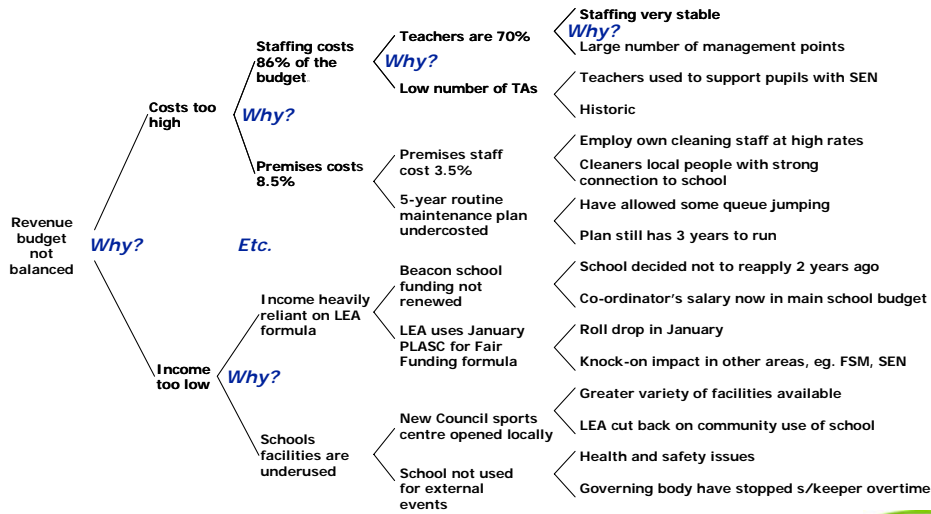 Revenue
budget
not
balanced
Why?
Costs too
high
Why?
Staffing costs
86% of the
budget.
Why?
Teachers are 70%
Why?
Staffing very stable
Large number of management points
Low number of TAs
Teachers used to support pupils with SEN
Historic
Premises costs
8.5%
Premises staff
cost 3.5%
Employ own cleaning staff at high rates
Cleaners local people with strong
connection to school
5-year routine
maintenance plan
undercosted
Have allowed some queue jumping
Plan still has 3 years to run
Etc.
Income
too low
Why?
Income heavily
reliant on LEA
formula
Beacon school
funding not
renewed
School decided not to reapply 2 years ago
Co-ordinator's salary now in main school budget
LEA uses January
PLASC for Fair
Funding formula
Roll drop in January
Knock-on impact in other areas, eg. FSM, SEN
Schools
facilities are
underused
New Council sports
centre opened locally
Greater variety of facilities available
LEA cut back on community use of school
School not used
for external
events
Health and safety issues
Governing body have stopped s/keeper overtime